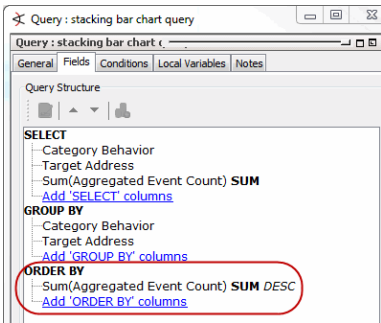 Query : stacking bar chart query
Query : stacking bar chart (
General Fields Conditions Local Variables Notes
Query Structure
SELECT
Category Behavior
Target Address
Sum(Aggregated Event Count) SUM
Add 'SELECT' columns
GROUP BY
Category Behavior
Target Address
Add 'GROUP BY' columns
ORDER BY
Sum(Aggregated Event Count) SUM DESC
Add 'ORDER BY' columns